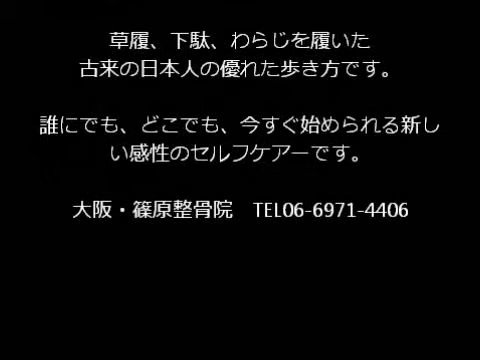 草履、下駄、わらじを履いた
古来の日本人の優れた歩き方です。
誰にでも、どこでも、今すぐ始められる新し
い感性のセルフケアーです。
大阪・篠原整骨院　TEL06-6971-4406